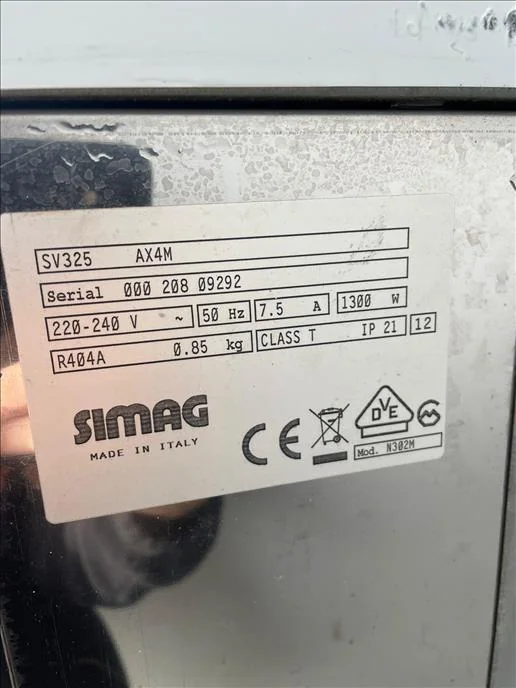 SV325 AX4M
Serial 000 208 09292
220-240 V ~ 50 Hz 7.5 A 1300 W
R404A 0.85 kg CLASS T IP 21 12
SIMAG
MADE IN ITALY
CE
DVE
Mod. N302M